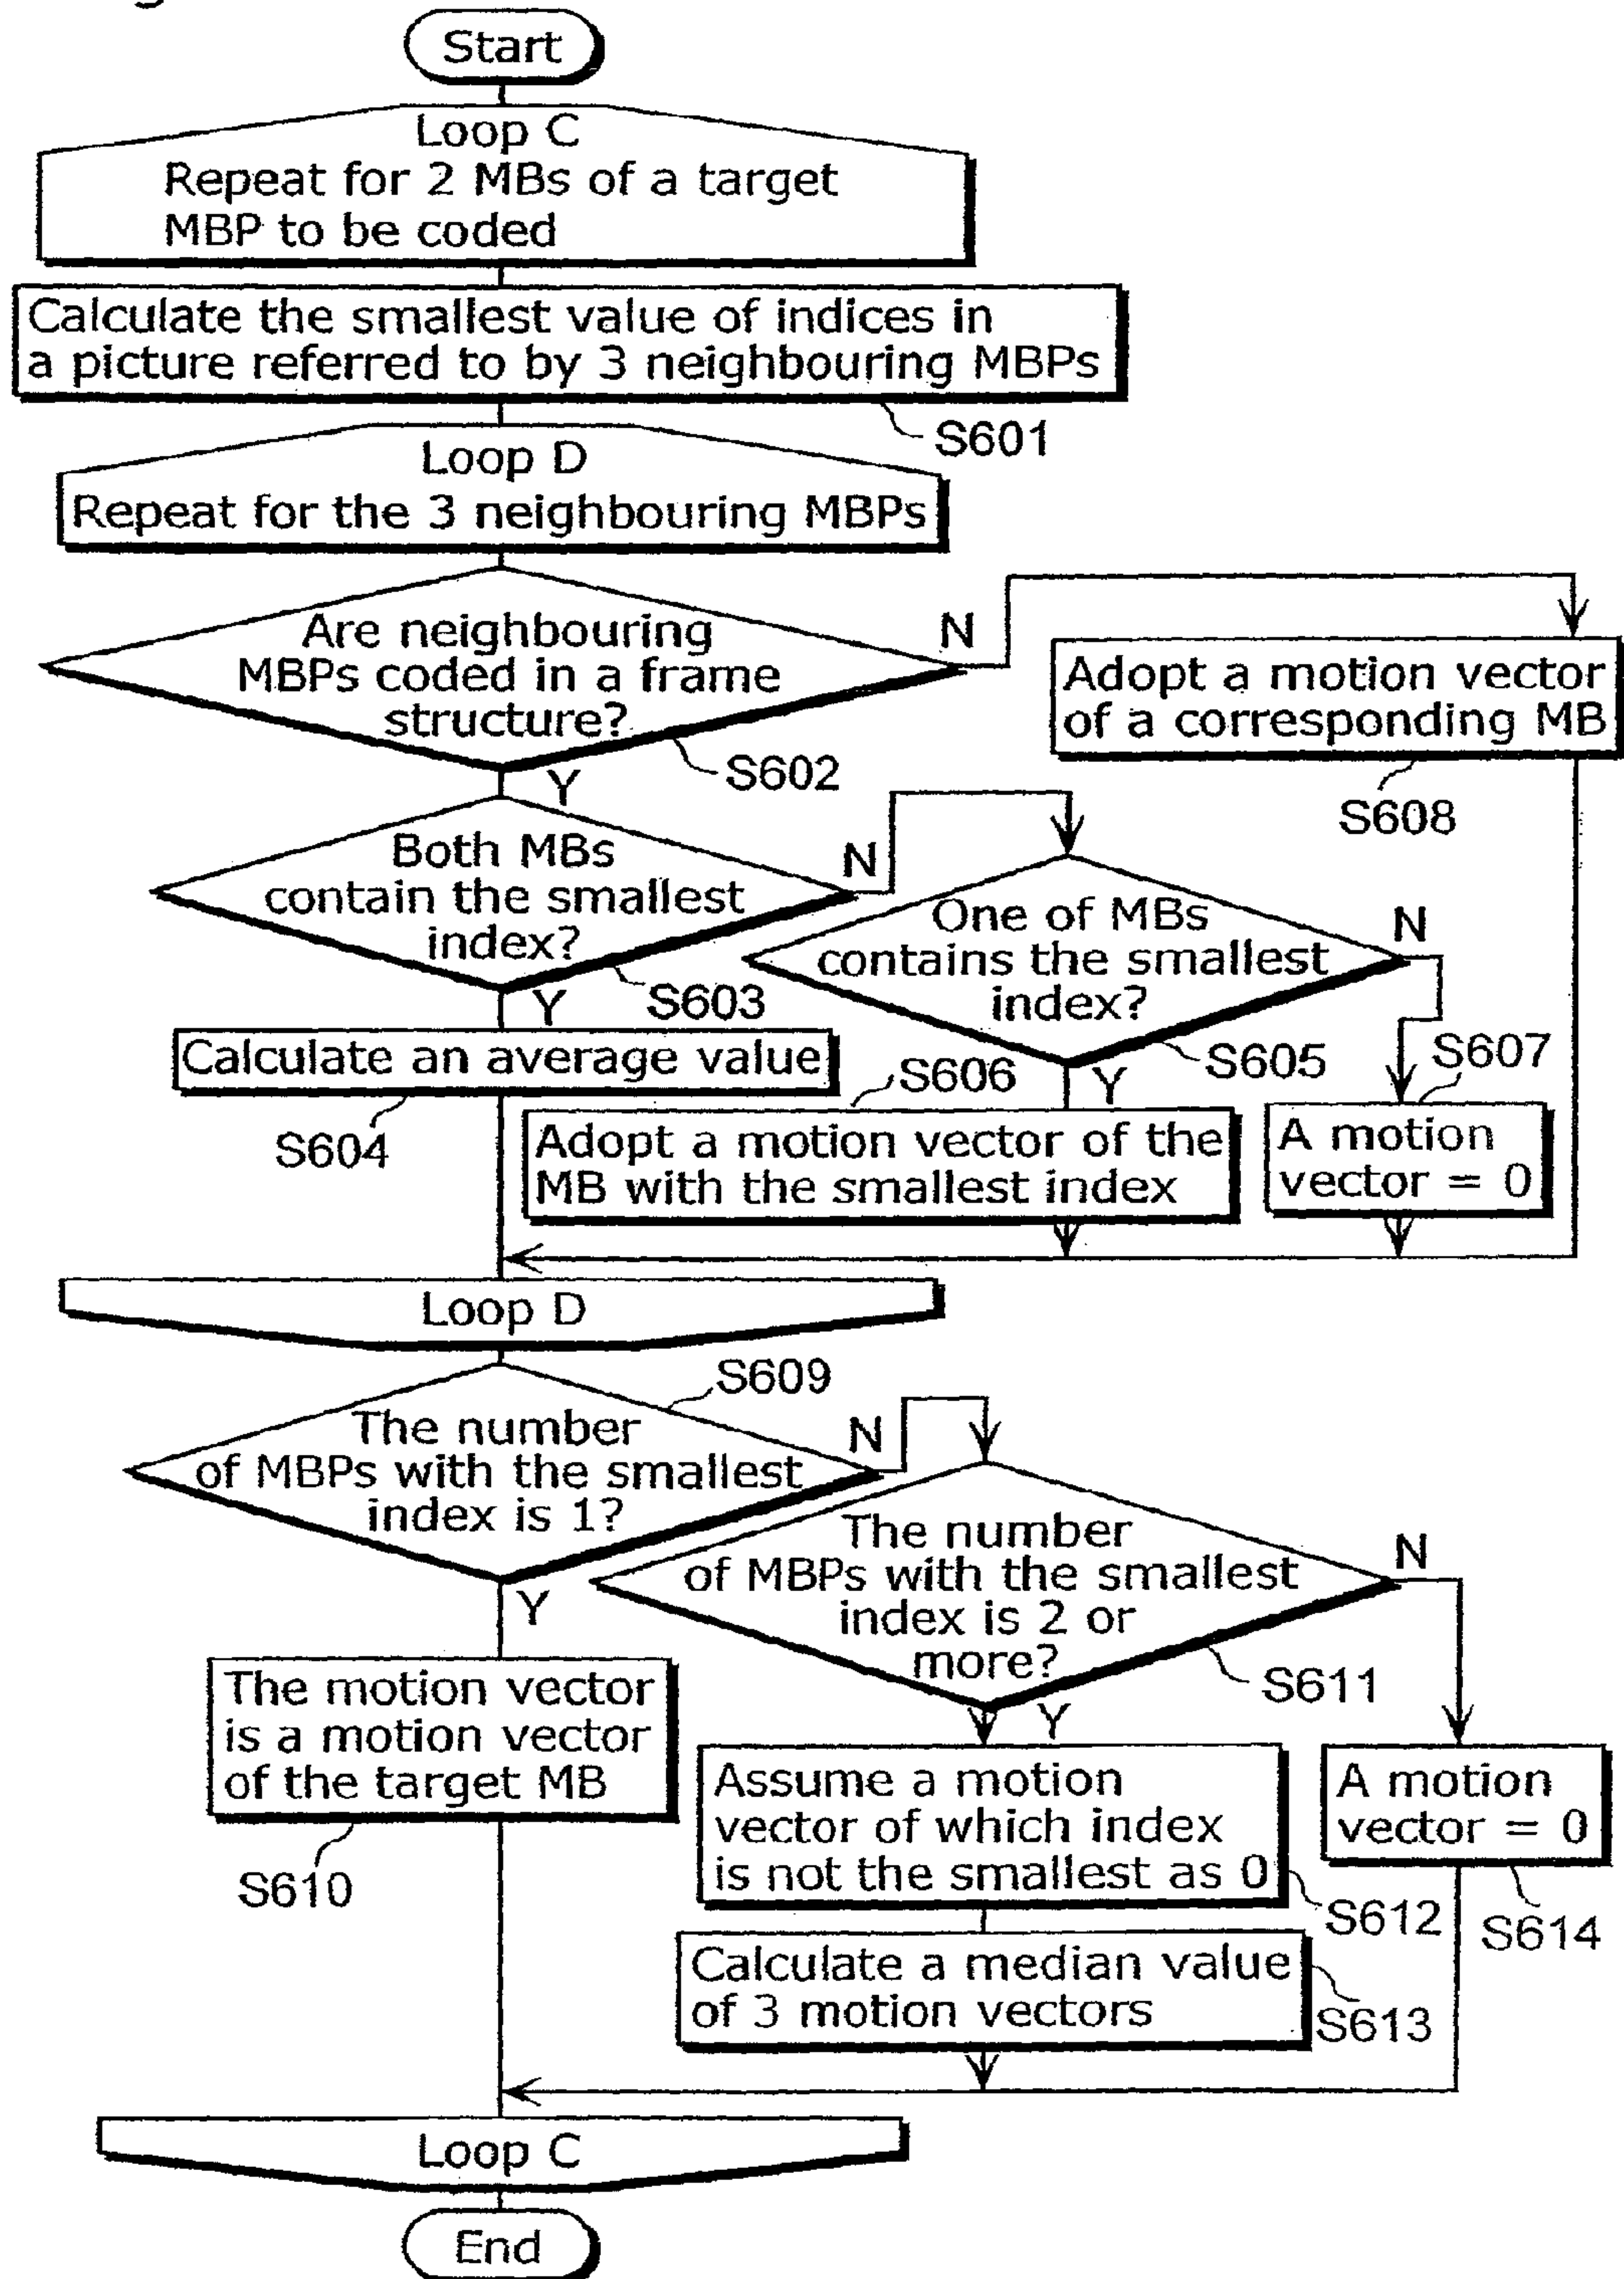 Start
Loop C
Repeat for 2 MBs of a target
MBP to be coded
Calculate the smallest value of indices in
a picture referred to by 3 neighbouring MBPs
S601
Loop D
Repeat for the 3 neighbouring MBPs
Are neighbouring
MBPs coded in a frame
structure?
N
S602
Y
Adopt a motion vector
of a corresponding MB
S608
Both MBs
contain the smallest
index?
N
S603
Y
One of MBs
contains the smallest
index?
N
S605
Y
Calculate an average value
S604
S606
Adopt a motion vector of the
MB with the smallest index
S607
A motion
vector = 0
Loop D
S609
The number
of MBPs with the smallest
index is 1?
N
Y
The number
of MBPs with the smallest
index is 2 or
more?
N
S611
Y
The motion vector
is a motion vector
of the target MB
S610
Assume a motion
vector of which index
is not the smallest as 0
S612
A motion
vector = 0
S614
Calculate a median value
of 3 motion vectors
S613
Loop C
End